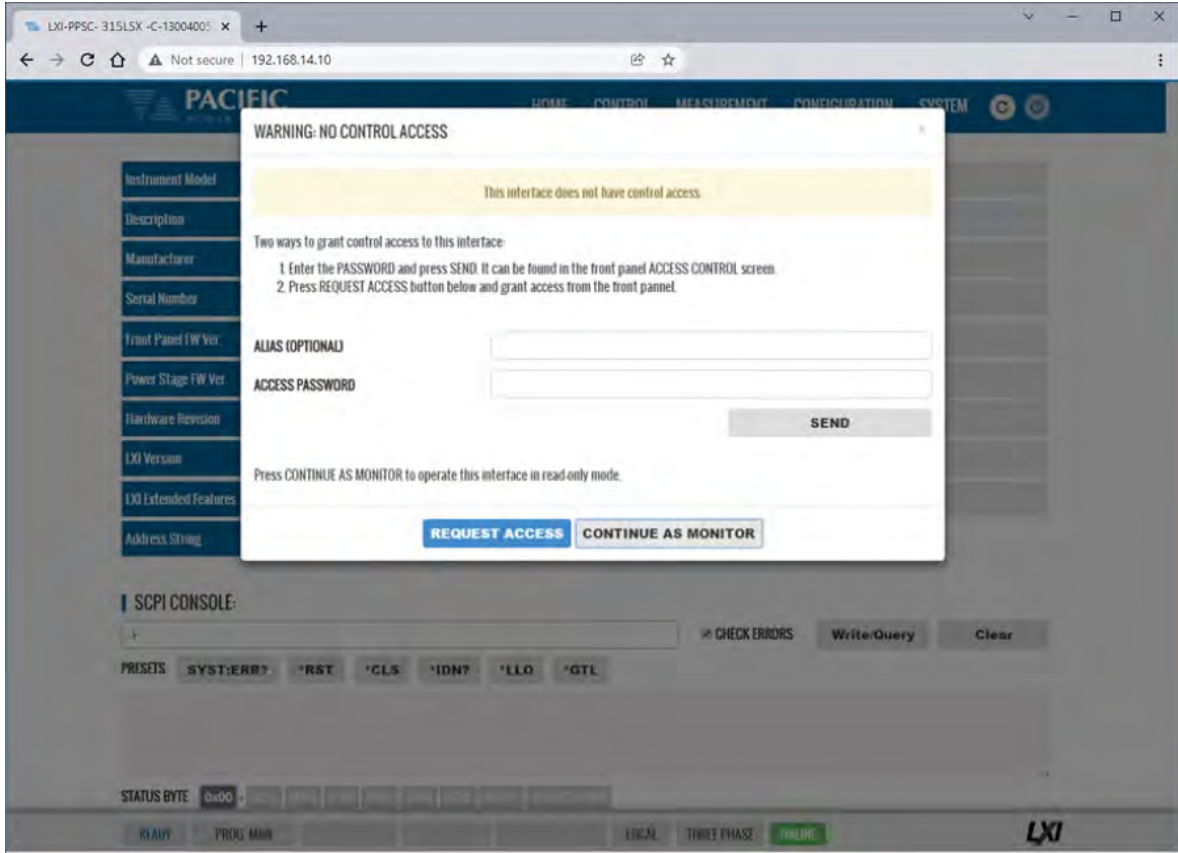 LXI-PPSC- 315LSX -C-13004005
Not secure | 192.168.14.10
PACIFIC
HOME CONTROL MEASUREMENT CONFIGURATION SYSTEM
WARNING: NO CONTROL ACCESS
This interface does not have control access.
Two ways to grant control access to this interface:
1. Enter the PASSWORD and press SEND. It can be found in the front panel ACCESS CONTROL screen.
2. Press REQUEST ACCESS button below and grant access from the front pannel.
ALIAS (OPTIONAL)
ACCESS PASSWORD
SEND
Press CONTINUE AS MONITOR to operate this interface in read-only mode.
REQUEST ACCESS CONTINUE AS MONITOR
Instrument Model
Description
Manufacturer
Serial Number
Front Panel FW Ver
Power Stage FW Ver
Hardware Revision
LXI Version
LXI Extended Features
Address String
SCPI CONSOLE:
CHECK ERRORS Write/Query Clear
PRESETS SYST:ERR? *RST *CLS *IDN? *LLO *GTL
STATUS BYTE 0x00
READY PROG: MAN LOCAL THREE PHASE ONLINE LXI